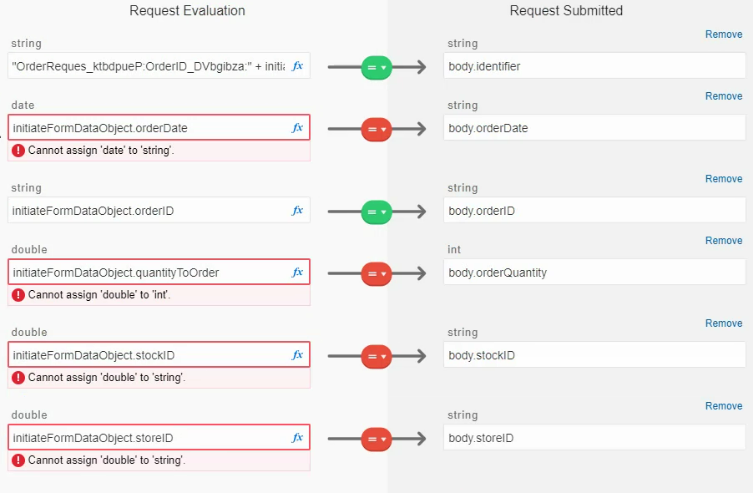 Request Evaluation
Request Submitted
Remove
string
string
"OrderReques_ktbdpueP:OrderID_DVbgibza:" + initia fx
= body.identifier
Remove
date
string
initiateFormDataObject.orderDate fx
= body.orderDate
Cannot assign 'date' to 'string'.
Remove
string
string
initiateFormDataObject.orderID fx
= body.orderID
Remove
double
int
initiateFormDataObject.quantityToOrder fx
= body.orderQuantity
Cannot assign 'double' to 'int'.
Remove
double
string
initiateFormDataObject.stockID fx
= body.stockID
Cannot assign 'double' to 'string'.
Remove
double
string
initiateFormDataObject.storeID fx
= body.storeID
Cannot assign 'double' to 'string'.